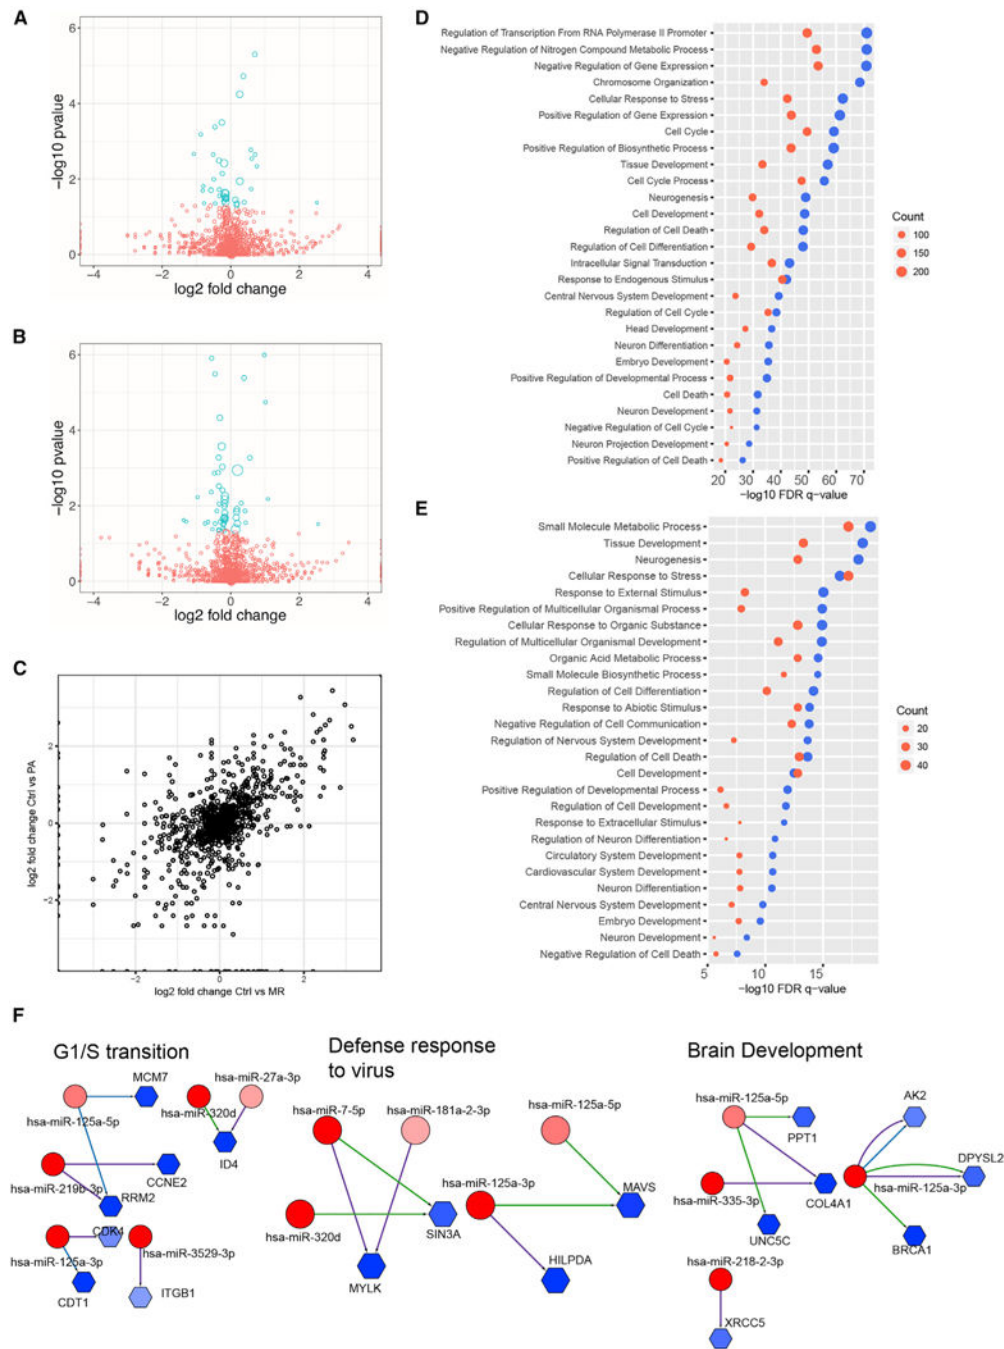 A
6
4
2
0
−log10 pvalue
−4
−2
0
2
4
log2 fold change
B
6
4
2
0
−log10 pvalue
−4
−2
0
2
4
log2 fold change
C
2
0
−2
log2 fold change Ctrl vs PA
−2
0
2
log2 fold change Ctrl vs MR
D
Regulation of Transcription From RNA Polymerase II Promoter
Negative Regulation of Nitrogen Compound Metabolic Process
Negative Regulation of Gene Expression
Chromosome Organization
Cellular Response to Stress
Positive Regulation of Gene Expression
Cell Cycle
Positive Regulation of Biosynthetic Process
Tissue Development
Cell Cycle Process
Neurogenesis
Cell Development
Regulation of Cell Death
Regulation of Cell Differentiation
Intracellular Signal Transduction
Response to Endogenous Stimulus
Central Nervous System Development
Regulation of Cell Cycle
Head Development
Neuron Differentiation
Embryo Development
Positive Regulation of Developmental Process
Cell Death
Neuron Development
Negative Regulation of Cell Cycle
Neuron Projection Development
Positive Regulation of Cell Death
20 30 40 50 60 70
−log10 FDR q−value
Count
100
150
200
E
Small Molecule Metabolic Process
Tissue Development
Neurogenesis
Cellular Response to Stress
Response to External Stimulus
Positive Regulation of Multicellular Organismal Process
Cellular Response to Organic Substance
Regulation of Multicellular Organismal Development
Organic Acid Metabolic Process
Small Molecule Biosynthetic Process
Regulation of Cell Differentiation
Response to Abiotic Stimulus
Negative Regulation of Cell Communication
Regulation of Nervous System Development
Regulation of Cell Death
Cell Development
Positive Regulation of Developmental Process
Regulation of Cell Development
Response to Extracellular Stimulus
Regulation of Neuron Differentiation
Circulatory System Development
Cardiovascular System Development
Neuron Differentiation
Central Nervous System Development
Embryo Development
Neuron Development
Negative Regulation of Cell Death
5 10 15
−log10 FDR q−value
Count
20
30
40
F
G1/S transition
MCM7
hsa-miR-125a-5p
hsa-miR-27a-3p
hsa-miR-320d
ID4
CCNE2
hsa-miR-219b-3p
RRM2
CDK4
hsa-miR-125a-3p
hsa-miR-3529-3p
CDT1
ITGB1
Defense response
to virus
hsa-miR-7-5p
hsa-miR-181a-2-3p
hsa-miR-125a-5p
hsa-miR-125a-3p
MAVS
hsa-miR-320d
SIN3A
MYLK
HILPDA
Brain Development
hsa-miR-125a-5p
AK2
PPT1
DPYSL2
hsa-miR-125a-3p
hsa-miR-335-3p
COL4A1
UNC5C
BRCA1
hsa-miR-218-2-3p
XRCC5